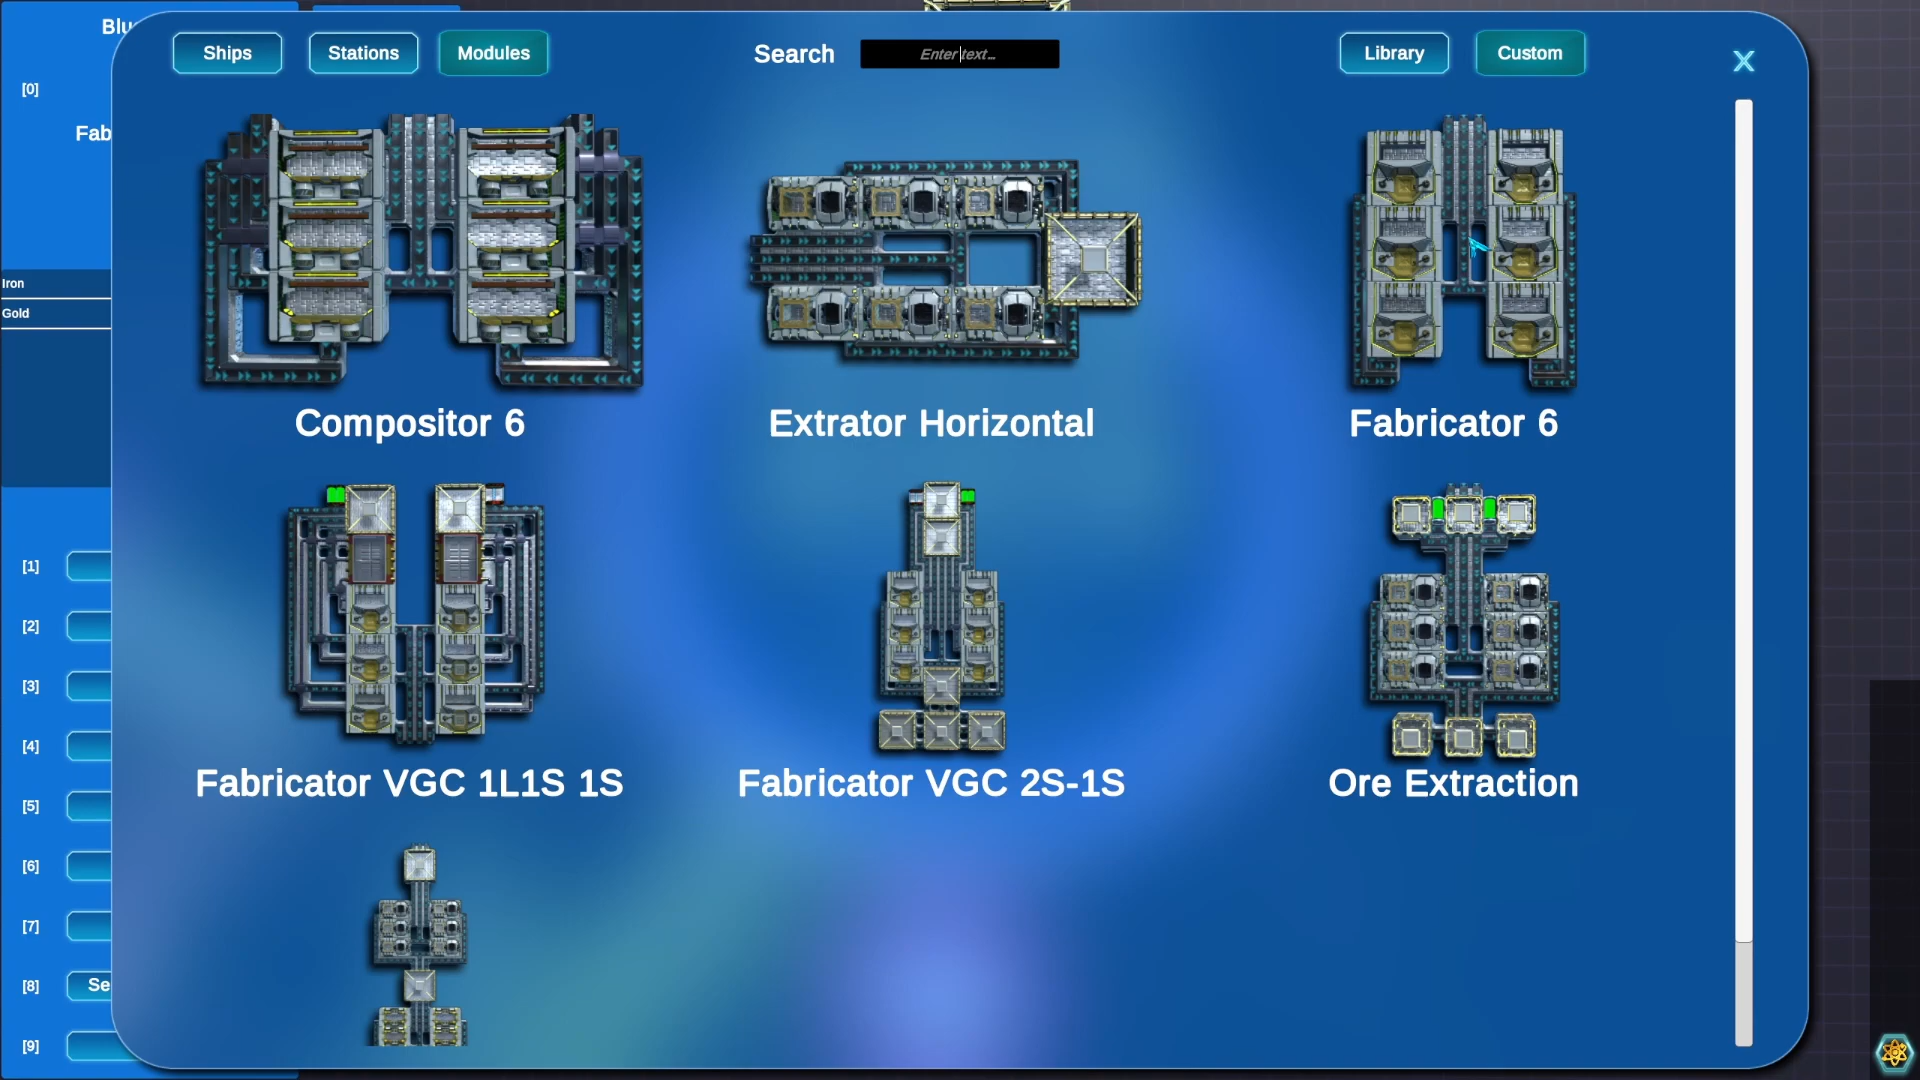 Blu
Ships
Stations
Modules
Search
Enter text...
Library
Custom
X
[0]
Fab
Iron
Gold
Compositor 6
Extrator Horizontal
Fabricator 6
[1]
[2]
[3]
[4]
Fabricator VGC 1L1S 1S
Fabricator VGC 2S-1S
Ore Extraction
[5]
[6]
[7]
[8]
Se
[9]